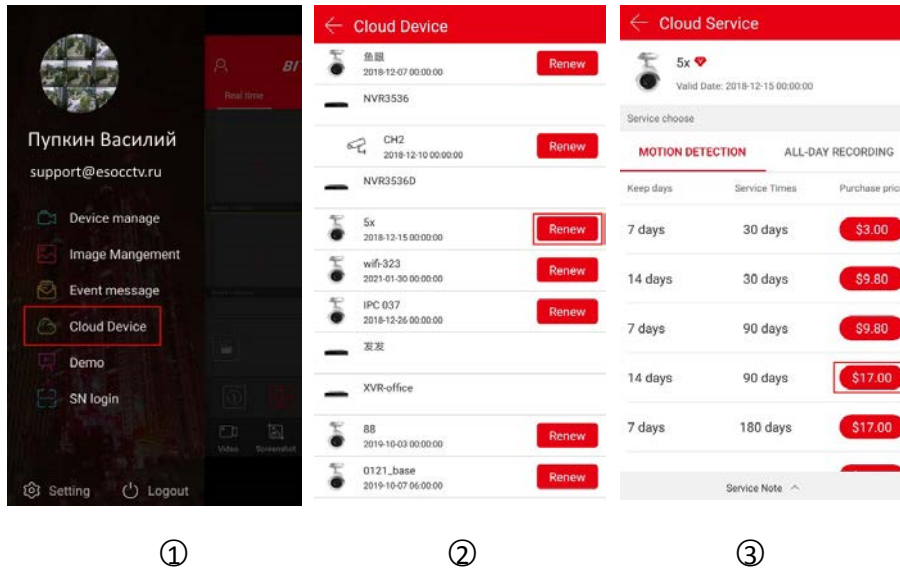 BI
Real time
Пупкин Василий
support@esocctv.ru
Device manage
Image Mangement
Event message
Cloud Device
Demo
SN login
Video Screenshot
Setting Logout
①
Cloud Device
鱼眼
2018-12-07 00:00:00
Renew
NVR3536
CH2
2018-12-10 00:00:00
Renew
NVR3536D
5x
2018-12-15 00:00:00
Renew
wifi-323
2021-01-30 00:00:00
Renew
IPC 037
2018-12-26 00:00:00
Renew
发发
XVR-office
88
2019-10-03 00:00:00
Renew
0121_base
2019-10-07 06:00:00
Renew
②
Cloud Service
5x
Valid Date: 2018-12-15 00:00:00
Service choose
MOTION DETECTION ALL-DAY RECORDING
Keep days Service Times Purchase price
7 days 30 days $3.00
14 days 30 days $9.80
7 days 90 days $9.80
14 days 90 days $17.00
7 days 180 days $17.00
Service Note
③